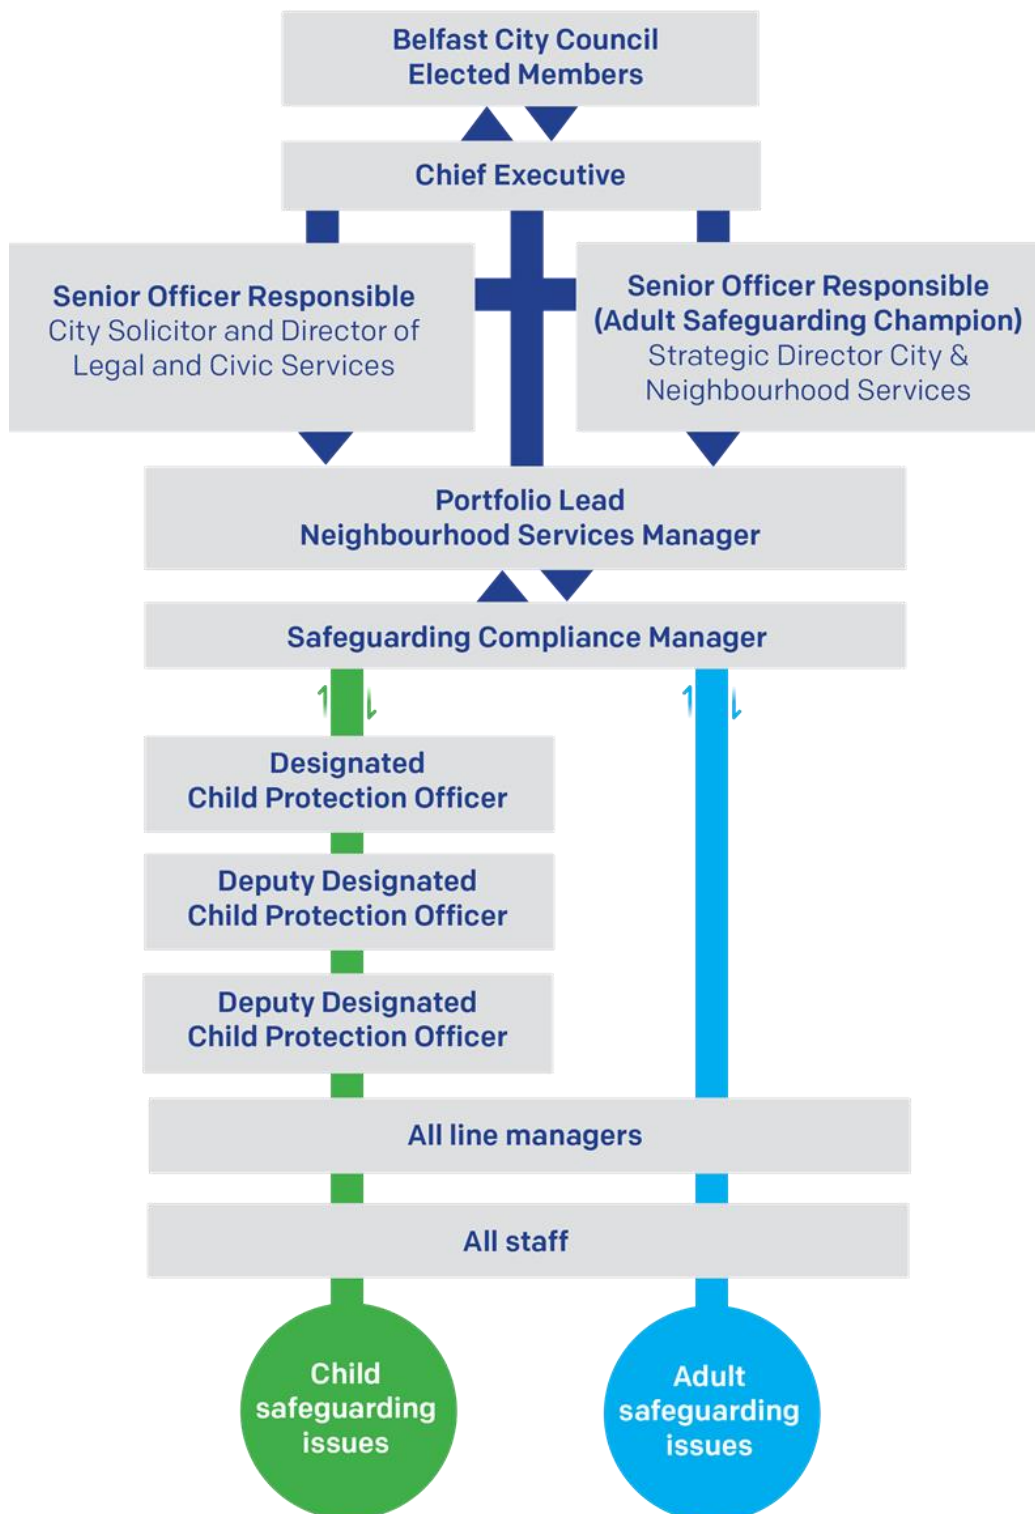 Belfast City Council
Elected Members
Chief Executive
Senior Officer Responsible
City Solicitor and Director of
Legal and Civic Services
Senior Officer Responsible
(Adult Safeguarding Champion)
Strategic Director City &
Neighbourhood Services
Portfolio Lead
Neighbourhood Services Manager
Safeguarding Compliance Manager
Designated
Child Protection Officer
Deputy Designated
Child Protection Officer
Deputy Designated
Child Protection Officer
All line managers
All staff
Child
safeguarding
issues
Adult
safeguarding
issues